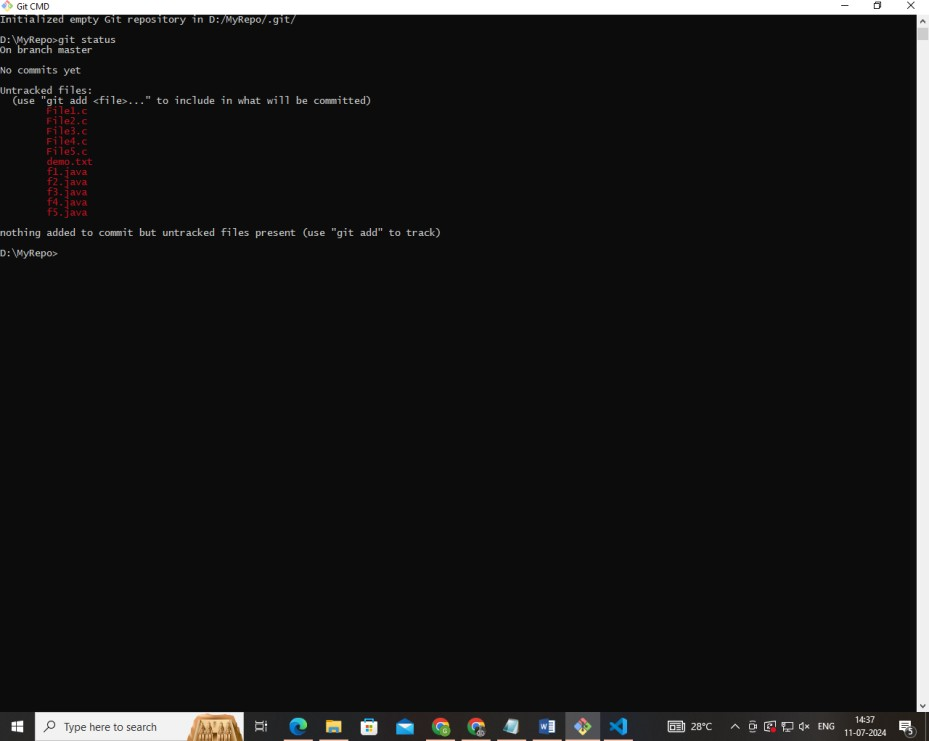 Git CMD
Initialized empty Git repository in D:/MyRepo/.git/
D:\MyRepo>git status
On branch master
No commits yet
Untracked files:
(use "git add <file>..." to include in what will be committed)
File1.c
File2.c
File3.c
File4.c
File5.c
demo.txt
f1.java
f2.java
f3.java
f4.java
f5.java
nothing added to commit but untracked files present (use "git add" to track)
D:\MyRepo>
Type here to search
28°C
ENG
14:37
11-07-2024
5